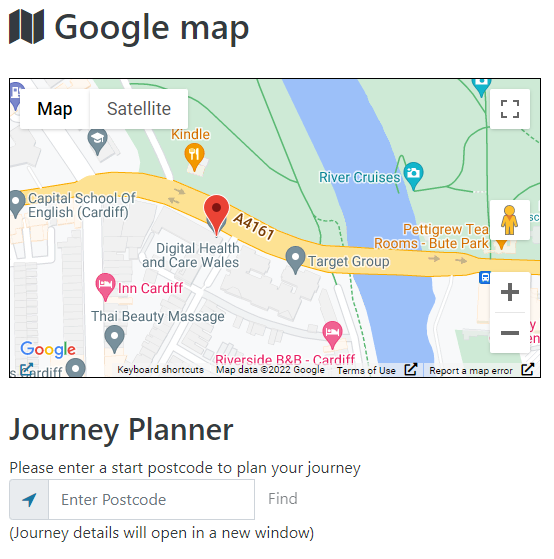 Google map
Map
Satellite
Kindle
River Cruises
Capital School Of
English (Cardiff)
A4161
Pettigrew Tea
Rooms - Bute Park
Digital Health
and Care Wales
Target Group
Inn Cardiff
Thai Beauty Massage
Riverside B&B - Cardiff
Google
Cardiff
Keyboard shortcuts
Map data ©2022 Google
Terms of Use
Report a map error
Journey Planner
Please enter a start postcode to plan your journey
Enter Postcode
Find
(Journey details will open in a new window)